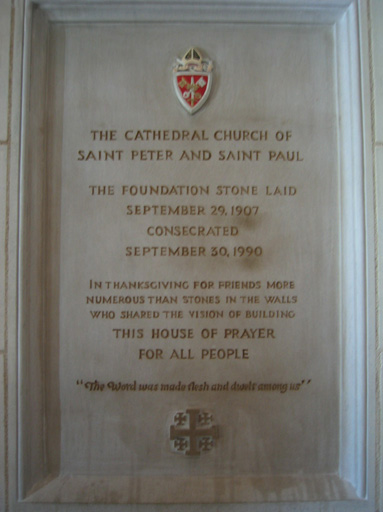 THE CATHEDRAL CHURCH OF
SAINT PETER AND SAINT PAUL
THE FOUNDATION STONE LAID
SEPTEMBER 29, 1907
CONSECRATED
SEPTEMBER 30, 1990
IN THANKSGIVING FOR FRIENDS MORE
NUMEROUS THAN STONES IN THE WALLS
WHO SHARED THE VISION OF BUILDING
THIS HOUSE OF PRAYER
FOR ALL PEOPLE
"The Word was made flesh and dwelt among us"